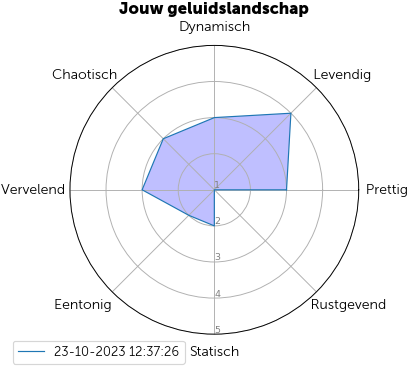 Jouw geluidslandschap
Dynamisch
Chaotisch
Levendig
Vervelend
1
Prettig
2
3
4
Eentonig
Rustgevend
5
23-10-2023 12:37:26
Statisch